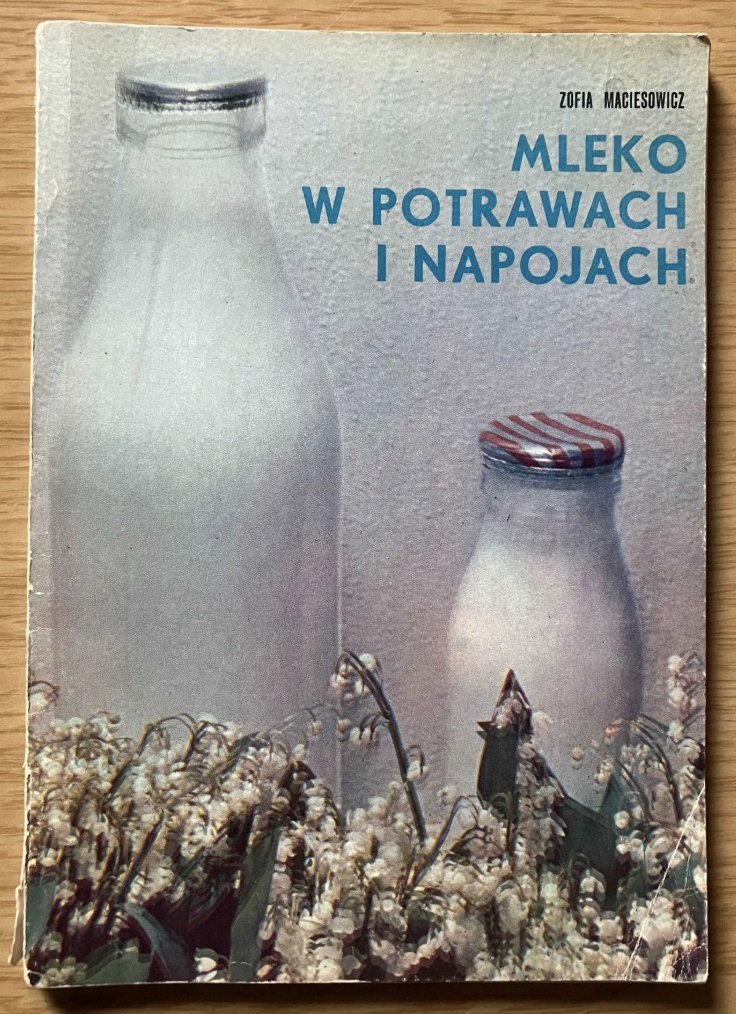 ZOFIA MACIESOWICZ
MLEKO
W POTRAWACH
I NAPOJACH